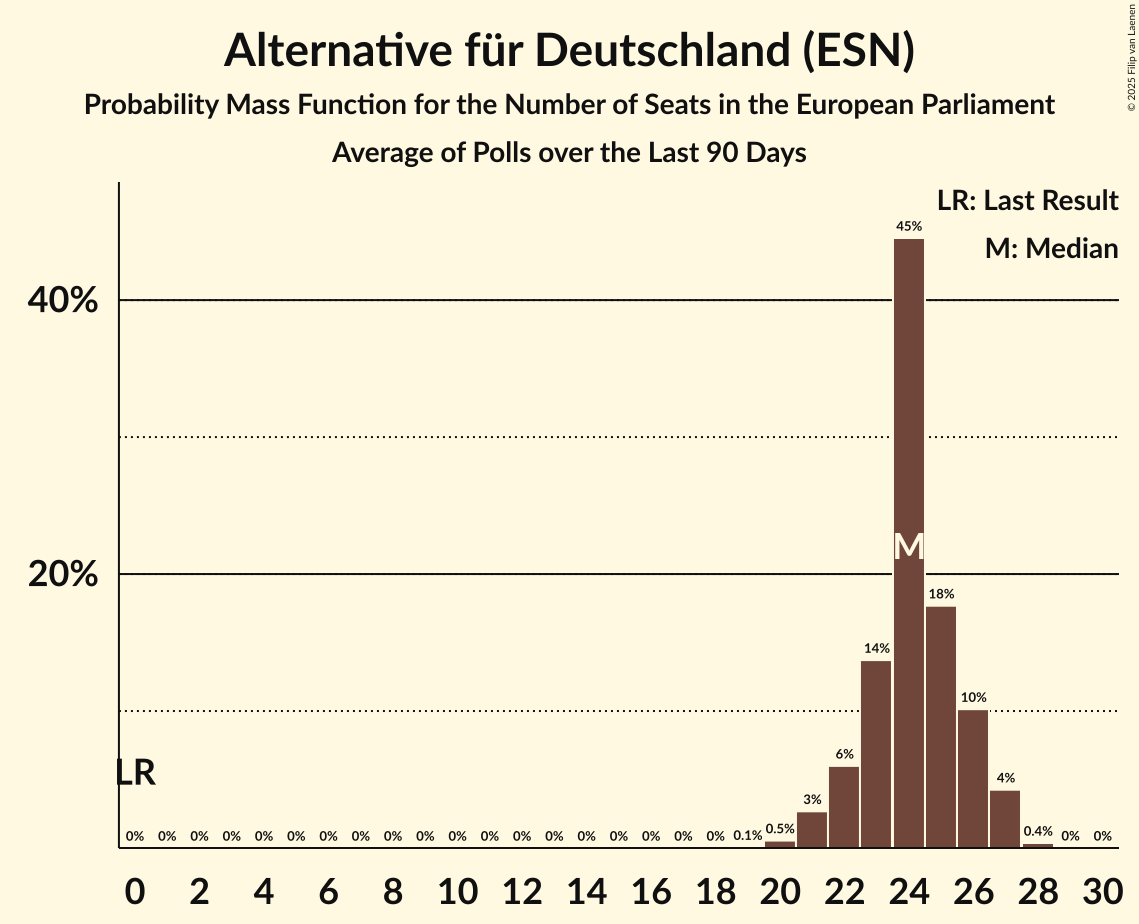 Alternative für Deutschland (ESN)
Probability Mass Function for the Number of Seats in the European Parliament
Average of Polls over the Last 90 Days
© 2025 Filip van Laenen
LR: Last Result
M: Median
45%
40%
M
20%
18%
14%
10%
6%
4%
3%
LR
0% 0% 0% 0% 0% 0% 0% 0% 0% 0% 0% 0% 0% 0% 0% 0% 0% 0% 0% 0.1% 0.5% 0.4% 0% 0%
0 2 4 6 8 10 12 14 16 18 20 22 24 26 28 30